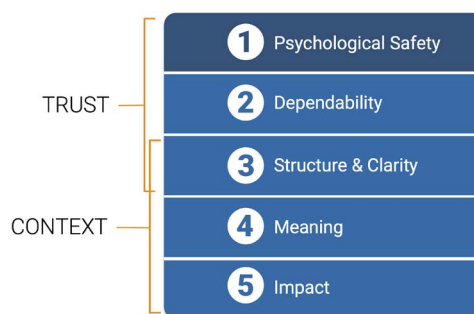 1 Psychological Safety
TRUST
2 Dependability
3 Structure & Clarity
CONTEXT
4 Meaning
5 Impact